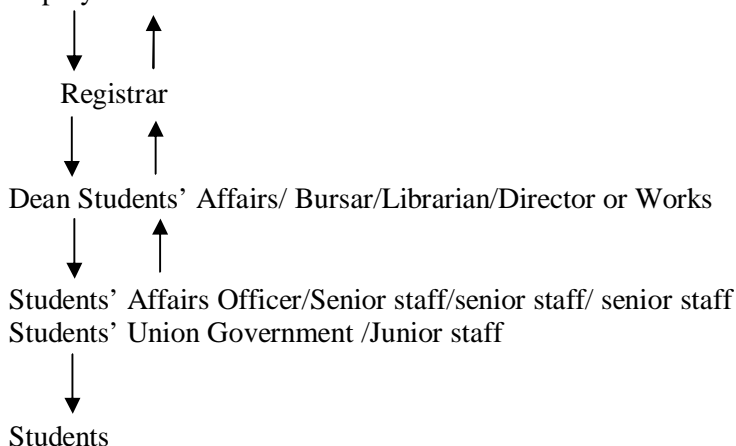 Registrar
Dean Students’ Affairs/ Bursar/Librarian/Director or Works
Students’ Affairs Officer/Senior staff/senior staff/ senior staff
Students’ Union Government /Junior staff
Students